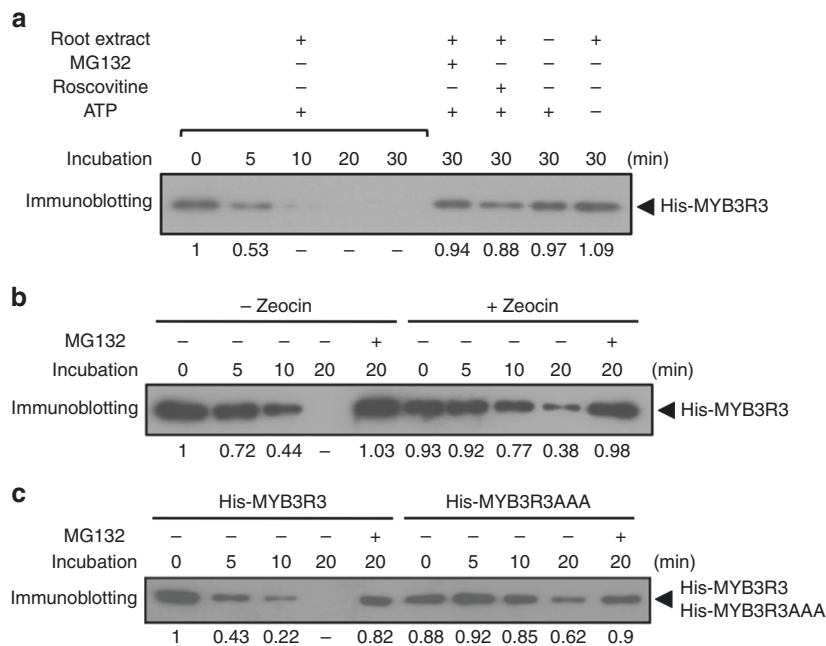 a
Root extract + + + – +
MG132 – + – – –
Roscovitine – – + – –
ATP + + + + –
Incubation 0 5 10 20 30 30 30 30 30 (min)
Immunoblotting His-MYB3R3
1 0.53 – – – 0.94 0.88 0.97 1.09
b
– Zeocin + Zeocin
MG132 – – – – + – – – – +
Incubation 0 5 10 20 20 0 5 10 20 20 (min)
Immunoblotting His-MYB3R3
1 0.72 0.44 – 1.03 0.93 0.92 0.77 0.38 0.98
c
His-MYB3R3 His-MYB3R3AAA
MG132 – – – – + – – – – +
Incubation 0 5 10 20 20 0 5 10 20 20 (min)
Immunoblotting His-MYB3R3
His-MYB3R3AAA
1 0.43 0.22 – 0.82 0.88 0.92 0.85 0.62 0.9